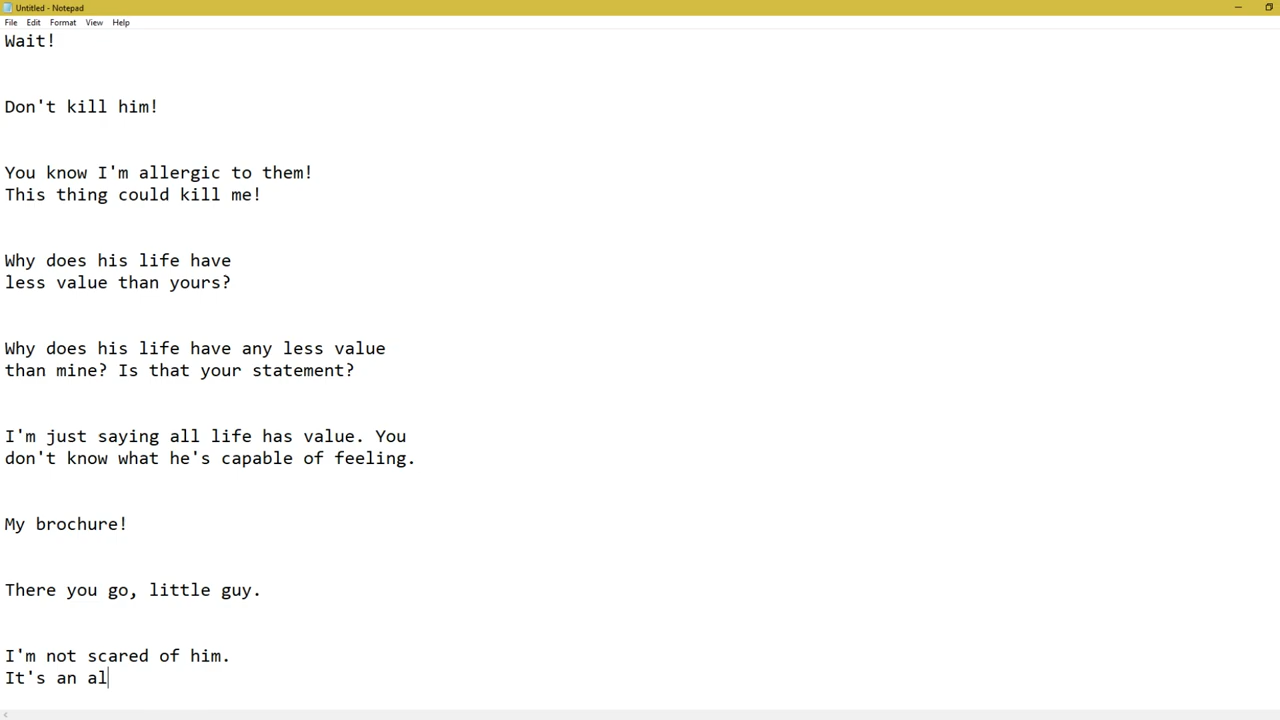 Untitled - Notepad
File Edit Format View Help
Wait!
Don't kill him!
You know I'm allergic to them!
This thing could kill me!
Why does his life have
less value than yours?
Why does his life have any less value
than mine? Is that your statement?
I'm just saying all life has value. You
don't know what he's capable of feeling.
My brochure!
There you go, little guy.
I'm not scared of him.
It's an al